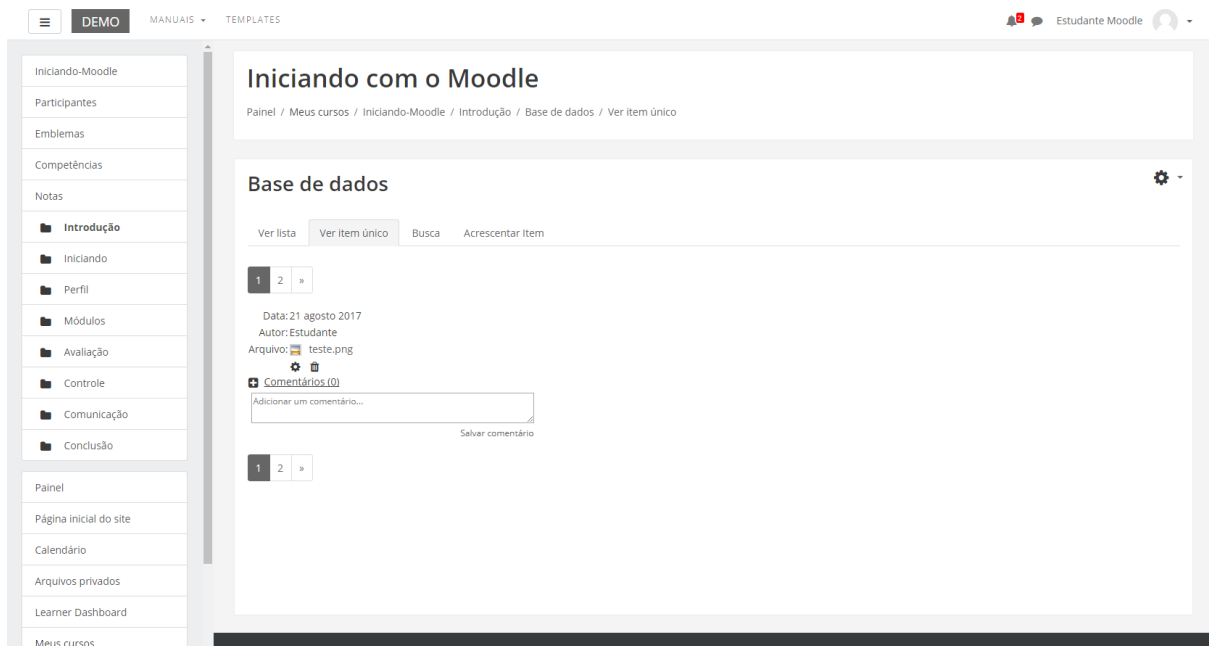 DEMO MANUAIS TEMPLATES 2 Estudante Moodle
Iniciando-Moodle
Participantes
Emblemas
Competências
Notas
Introdução
Iniciando
Perfil
Módulos
Avaliação
Controle
Comunicação
Conclusão
Painel
Página inicial do site
Calendário
Arquivos privados
Learner Dashboard
Meus cursos
Iniciando com o Moodle
Painel / Meus cursos / Iniciando-Moodle / Introdução / Base de dados / Ver item único
Base de dados
Ver lista Ver item único Busca Acrescentar Item
1 2 »
Data: 21 agosto 2017
Autor: Estudante
Arquivo: teste.png
Comentários (0)
Adicionar um comentário...
Salvar comentário
1 2 »